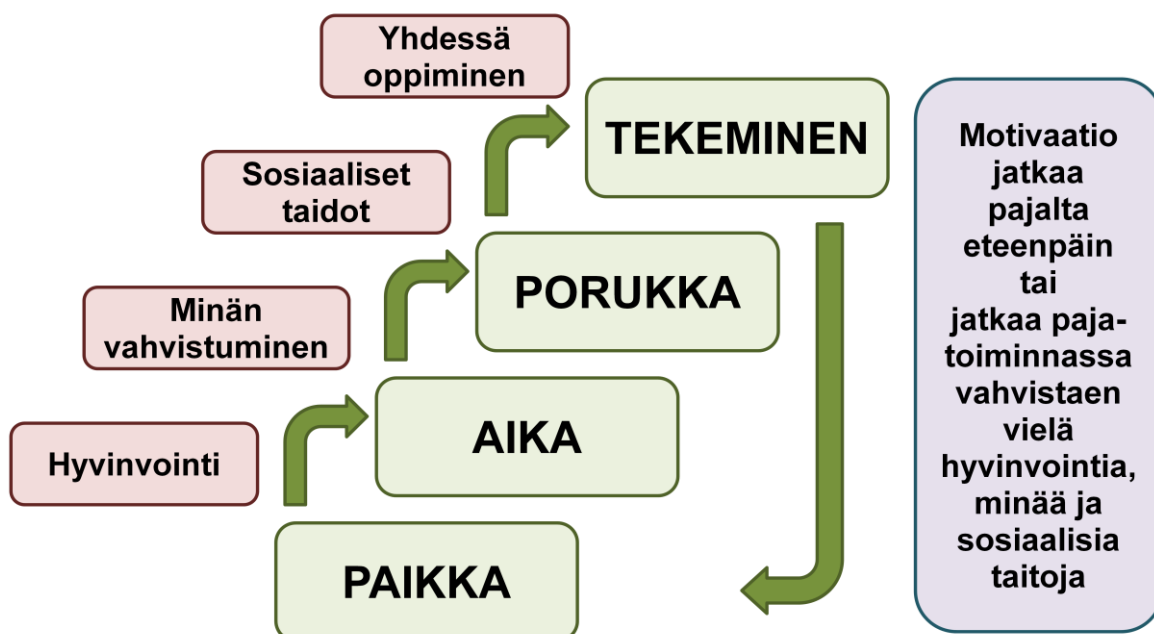 Yhdessä
oppiminen
TEKEMINEN
Sosiaaliset
taidot
PORUKKA
Minän
vahvistuminen
AIKA
Hyvinvointi
PAIKKA
Motivaatio
jatkaa
pajalta
eteenpäin
tai
jatkaa paja-
toiminnassa
vahvistaen
vielä
hyvinvointia,
minää ja
sosiaalisia
taitoja